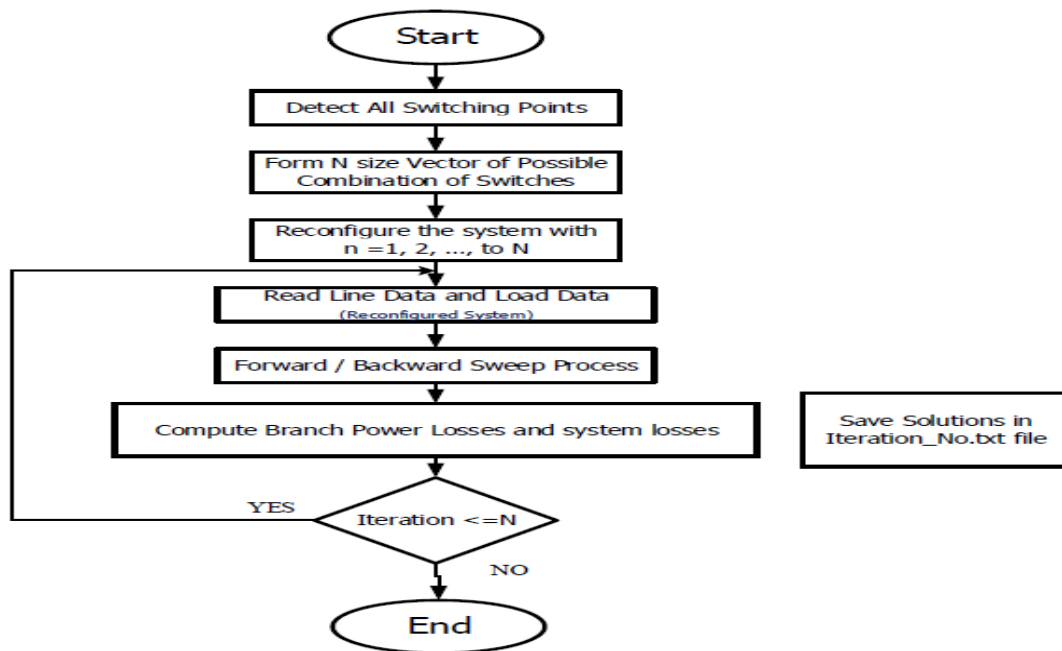 Start
Detect All Switching Points
Form N size Vector of Possible
Combination of Switches
Reconfigure the system with
n =1, 2, ..., to N
Read Line Data and Load Data
(Reconfigured System)
Forward / Backward Sweep Process
Compute Branch Power Losses and system losses
Save Solutions in
Iteration_No.txt file
YES
Iteration <=N
NO
End